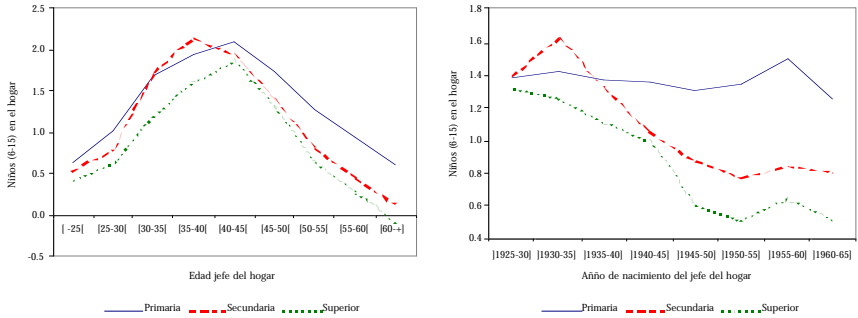 2.5
2.0
1.5
1.0
0.5
0.0
-0.5
Niños (6-15) en el hogar
| -25| |25-30| |30-35| |35-40| |40-45| |45-50| |50-55| |55-60| |60-+|
Edad jefe del hogar
Primaria Secundaria Superior
1.8
1.6
1.4
1.2
1.0
0.8
0.6
0.4
Niños (6-15) en el hogar
|1925-30| |1930-35| |1935-40| |1940-45| |1945-50| |1950-55| |1955-60| |1960-65|
Añño de nacimiento del jefe del hogar
Primaria Secundaria Superior